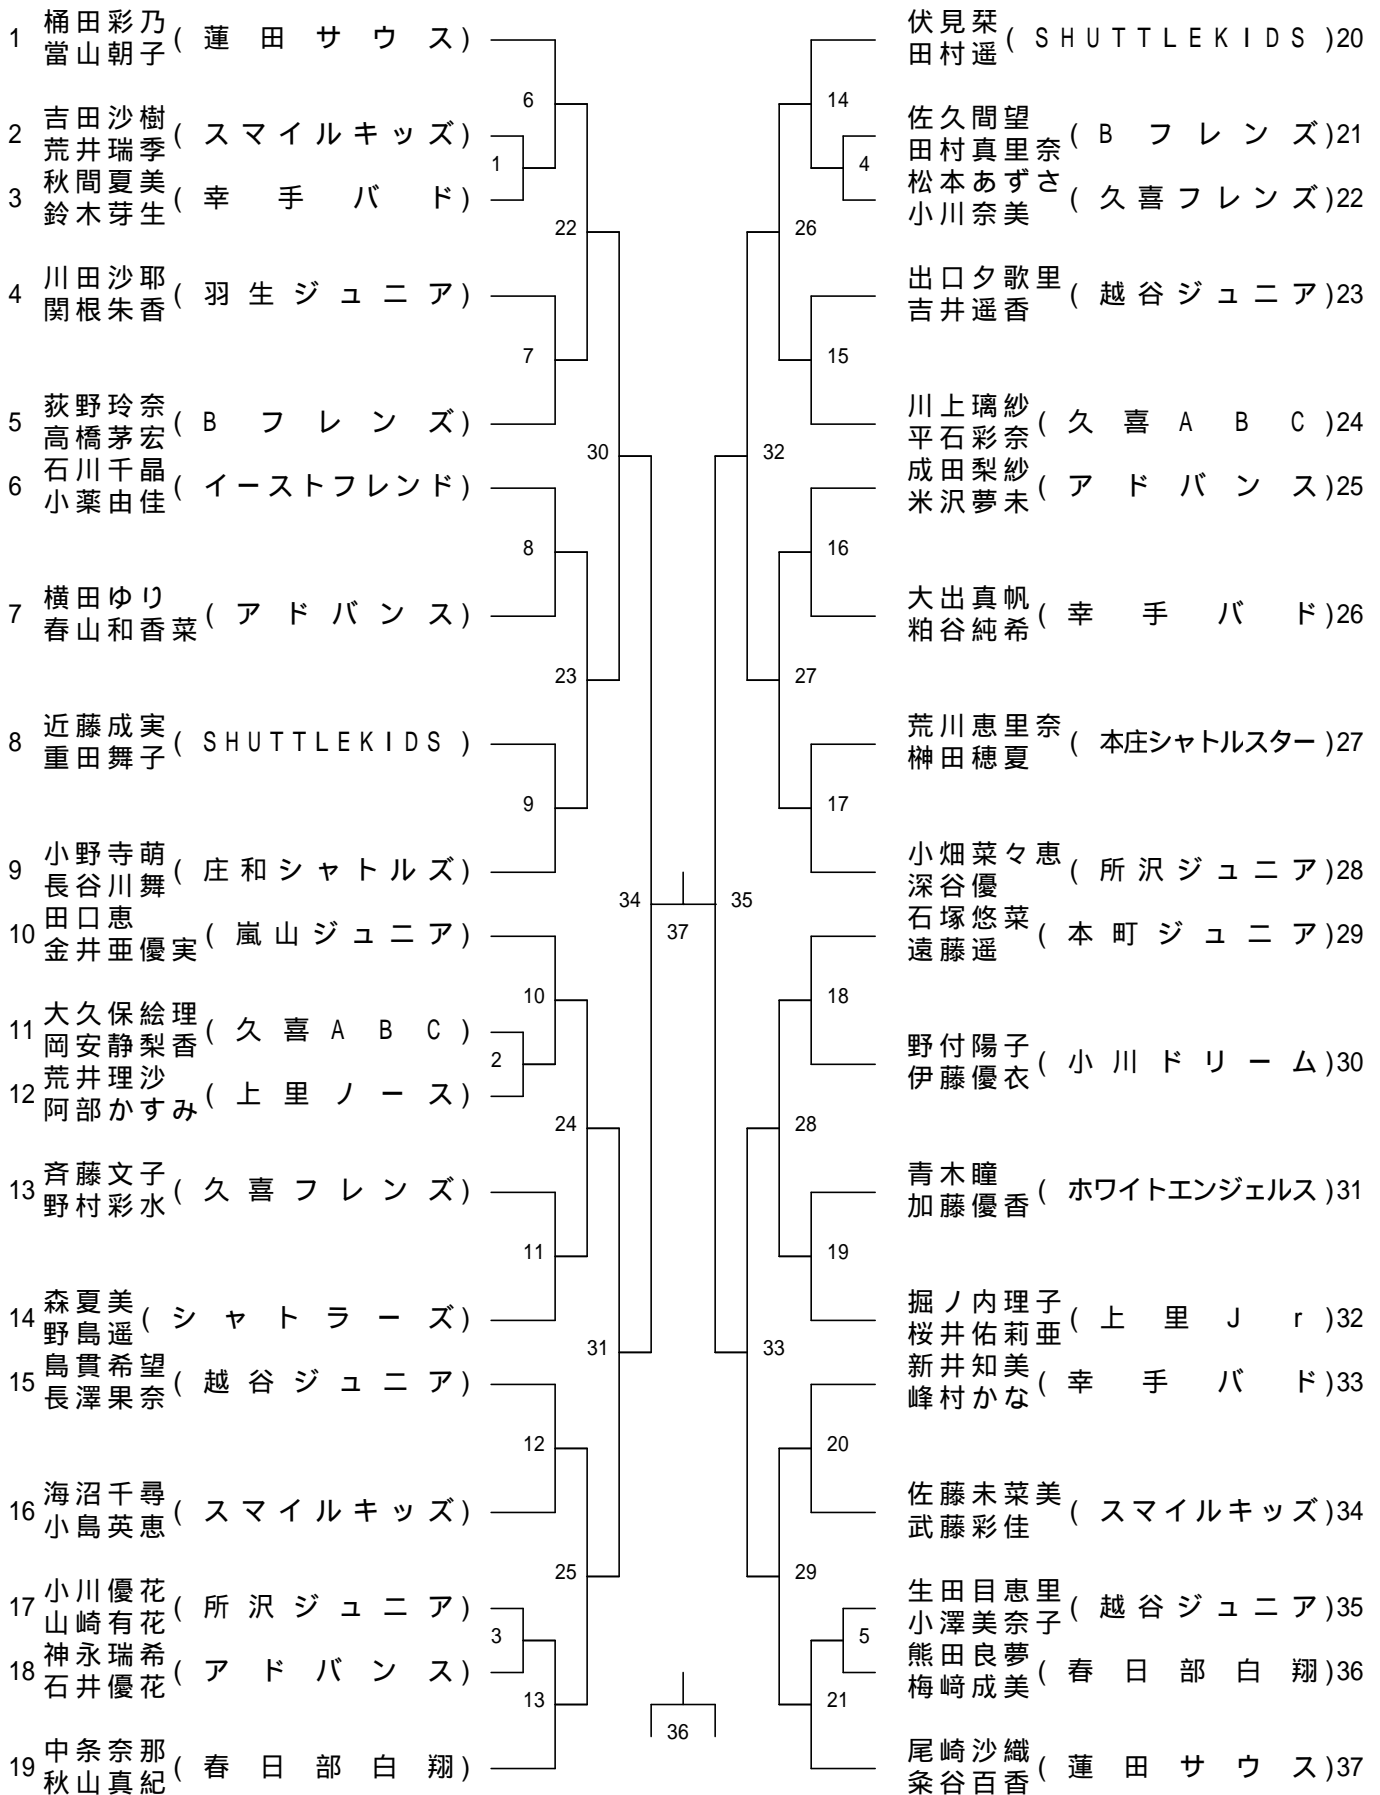 1 桶田彩乃 當山朝子 (蓮田サウス)
2 吉田沙樹 荒井瑞季 (スマイルキッズ)
3 秋間夏美 鈴木芽生 (幸手バド)
4 川田沙耶 関根朱香 (羽生ジュニア)
5 荻野玲奈 高橋茅宏 (Bフレンズ)
6 石川千晶 小薬由佳 (イーストフレンド)
7 横田ゆり 春山和香菜 (アドバンス)
8 近藤成実 重田舞子 (SHUTTLEKIDS)
9 小野寺萌 長谷川舞 (庄和シャトルズ)
10 田口恵 金井亜優実 (嵐山ジュニア)
11 大久保絵理 岡安静梨香 (久喜ABC)
12 荒井理沙 阿部かすみ (上里ノース)
13 斉藤文子 野村彩水 (久喜フレンズ)
14 森夏美 野島遥 (シャトラーズ)
15 島貫希望 長澤果奈 (越谷ジュニア)
16 海沼千尋 小島英恵 (スマイルキッズ)
17 小川優花 山崎有花 (所沢ジュニア)
18 神永瑞希 石井優花 (アドバンス)
19 中条奈那 秋山真紀 (春日部白翔)
6
1
22
7
30
8
23
9
34
10
2
24
11
31
12
25
3
13
37
36
35
14
4
26
15
32
16
27
17
18
28
19
33
20
29
5
21
伏見栞 田村遥 (SHUTTLEKIDS)20
佐久間望 田村真里奈 (Bフレンズ)21
松本あずさ 小川奈美 (久喜フレンズ)22
出口夕歌里 吉井遥香 (越谷ジュニア)23
川上璃紗 平石彩奈 (久喜ABC)24
成田梨紗 米沢夢未 (アドバンス)25
大出真帆 粕谷純希 (幸手バド)26
荒川恵里奈 榊田穂夏 (本庄シャトルスター)27
小畑菜々恵 深谷優 (所沢ジュニア)28
石塚悠菜 遠藤遥 (本町ジュニア)29
野付陽子 伊藤優衣 (小川ドリーム)30
青木瞳 加藤優香 (ホワイトエンジェルス)31
掘ノ内理子 桜井佑莉亜 (上里Jr)32
新井知美 峰村かな (幸手バド)33
佐藤未菜美 武藤彩佳 (スマイルキッズ)34
生田目恵里 小澤美奈子 (越谷ジュニア)35
熊田良夢 梅﨑成美 (春日部白翔)36
尾崎沙織 粂谷百香 (蓮田サウス)37